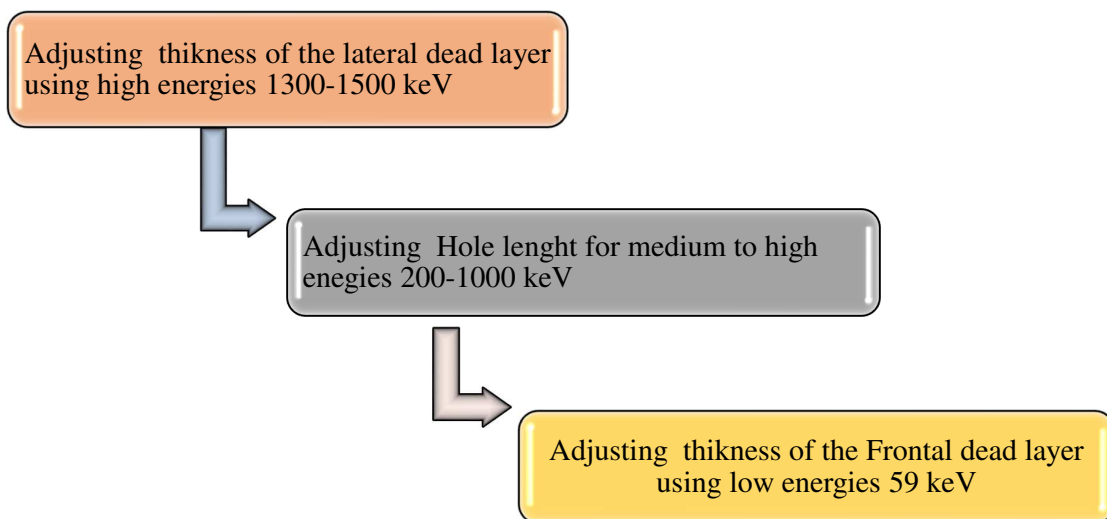 Adjusting thikness of the lateral dead layer
using high energies 1300-1500 keV
Adjusting Hole lenght for medium to high
enegies 200-1000 keV
Adjusting thikness of the Frontal dead layer
using low energies 59 keV